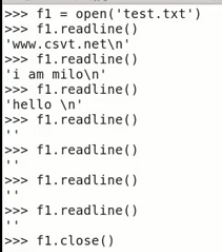 >>> f1 = open('test.txt')
>>> f1.readline()
'www.csvt.net\n'
>>> f1.readline()
'i am milo\n'
>>> f1.readline()
'hello \n'
>>> f1.readline()
''
>>> f1.readline()
''
>>> f1.readline()
''
>>> f1.readline()
''
>>> f1.close()